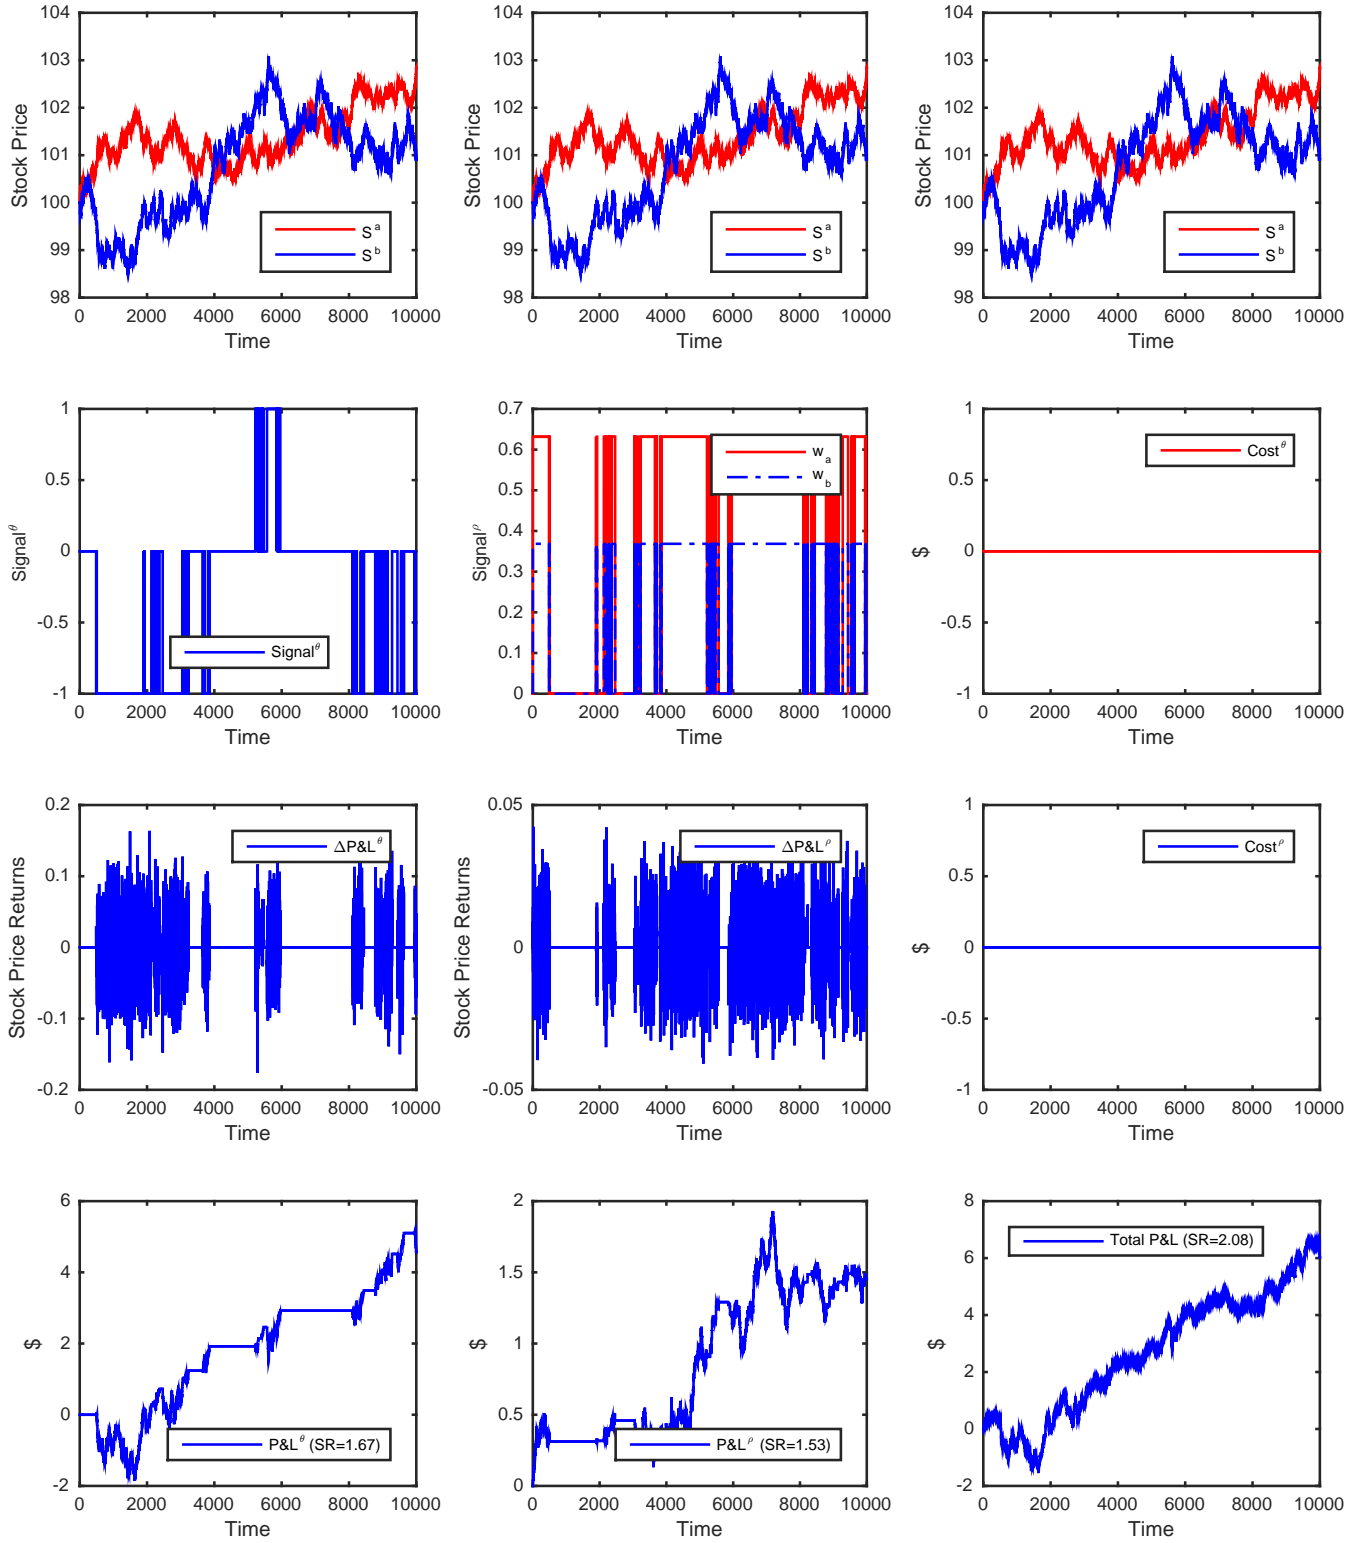 104
103
102
101
100
99
98
Stock Price
S^a
S^b
0 2000 4000 6000 8000 10000
Time
104
103
102
101
100
99
98
Stock Price
S^a
S^b
0 2000 4000 6000 8000 10000
Time
104
103
102
101
100
99
98
Stock Price
S^a
S^b
0 2000 4000 6000 8000 10000
Time
1
0.5
0
-0.5
-1
Signal^θ
Signal^θ
0 2000 4000 6000 8000 10000
Time
0.7
0.6
0.5
0.4
0.3
0.2
0.1
0
Signal^ρ
w_a
w_b
0 2000 4000 6000 8000 10000
Time
1
0.5
0
-0.5
-1
$
Cost^θ
0 2000 4000 6000 8000 10000
Time
0.2
0.1
0
-0.1
-0.2
Stock Price Returns
ΔP&L^θ
0 2000 4000 6000 8000 10000
Time
0.05
0
-0.05
Stock Price Returns
ΔP&L^ρ
0 2000 4000 6000 8000 10000
Time
1
0.5
0
-0.5
-1
$
Cost^ρ
0 2000 4000 6000 8000 10000
Time
6
4
2
0
-2
$
P&L^θ (SR=1.67)
0 2000 4000 6000 8000 10000
Time
2
1.5
1
0.5
0
$
P&L^ρ (SR=1.53)
0 2000 4000 6000 8000 10000
Time
8
6
4
2
0
-2
$
Total P&L (SR=2.08)
0 2000 4000 6000 8000 10000
Time